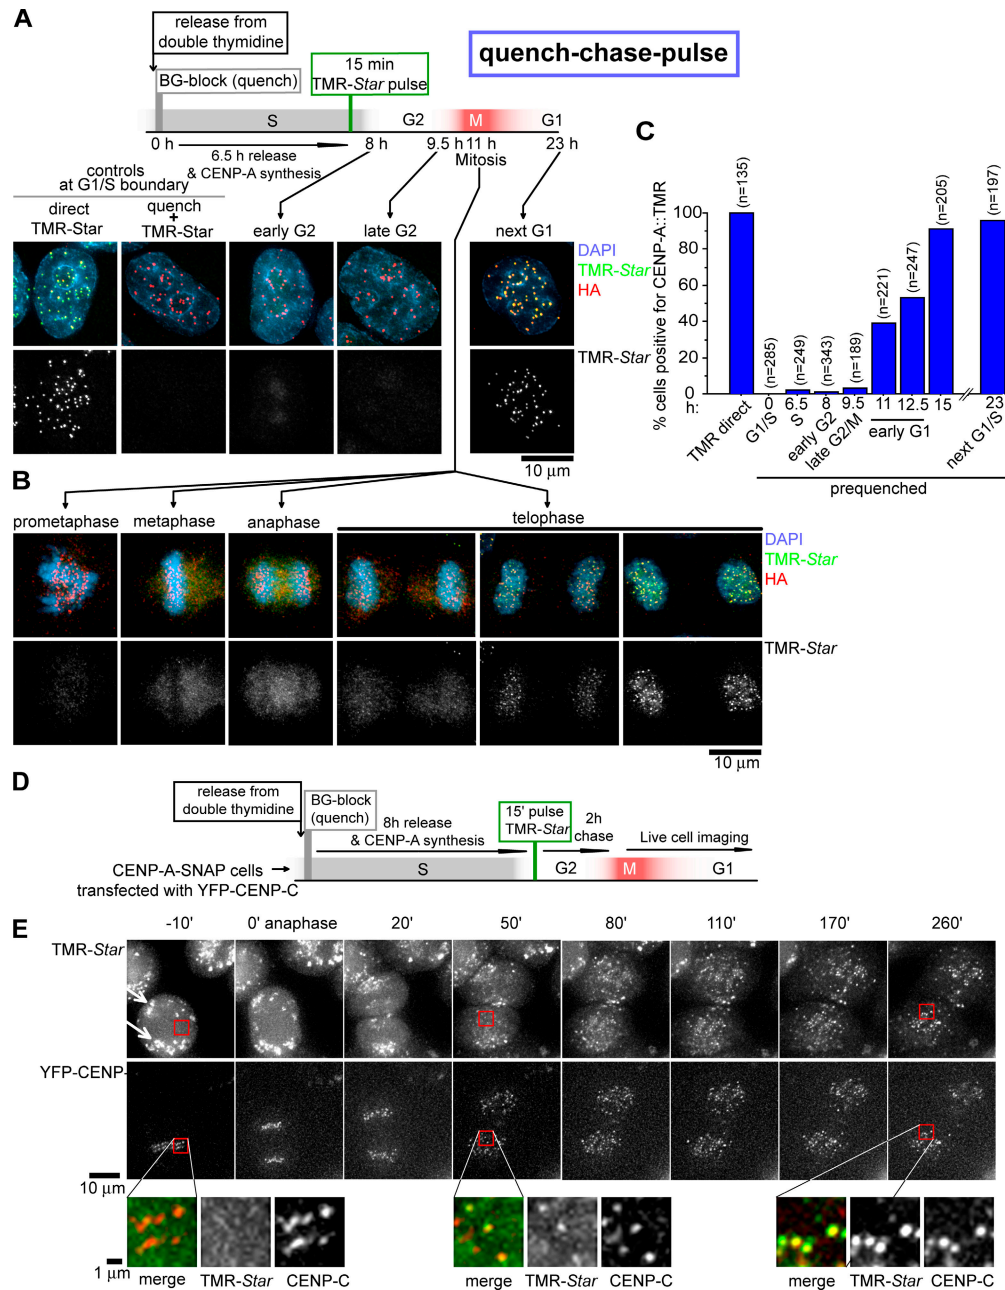 A
release from
double thymidine
quench-chase-pulse
15 min
TMR-Star pulse
BG-block (quench)
S
G2
M
G1
0 h
6.5 h release
& CENP-A synthesis
8 h
9.5 h
11 h
Mitosis
23 h
controls
at G1/S boundary
direct
TMR-Star
quench
+
TMR-Star
early G2
late G2
next G1
DAPI
TMR-Star
HA
TMR-Star
10 µm
C
% cells positive for CENP-A::TMR
100
80
60
40
20
0
(n=135)
(n=285)
(n=249)
(n=343)
(n=189)
(n=221)
(n=247)
(n=205)
(n=197)
h:
0
6.5
8
9.5
11
12.5
15
23
TMR direct
G1/S
S
early G2
late G2/M
early G1
next G1/S
prequenched
B
prometaphase
metaphase
anaphase
telophase
DAPI
TMR-Star
HA
TMR-Star
10 µm
D
release from
double thymidine
BG-block
(quench)
8h release
& CENP-A synthesis
15' pulse
TMR-Star
2h
chase
Live cell imaging
CENP-A-SNAP cells
transfected with YFP-CENP-C
S
G2
M
G1
E
-10'
0' anaphase
20'
50'
80'
110'
170'
260'
TMR-Star
YFP-CENP-
10 µm
1 µm
merge
TMR-Star
CENP-C
merge
TMR-Star
CENP-C
merge
TMR-Star
CENP-C